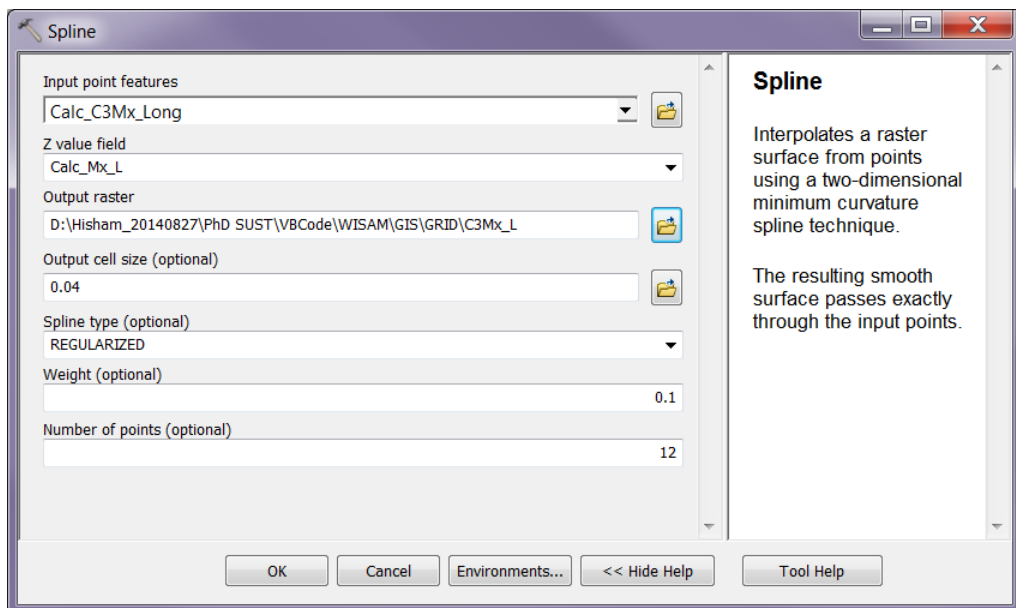 Spline
Input point features
Calc_C3Mx_Long
Z value field
Calc_Mx_L
Output raster
D:\Hisham_20140827\PhD SUST\VBCode\WISAM\GIS\GRID\C3Mx_L
Output cell size (optional)
0.04
Spline type (optional)
REGULARIZED
Weight (optional)
0.1
Number of points (optional)
12
Spline
Interpolates a raster
surface from points
using a two-dimensional
minimum curvature
spline technique.
The resulting smooth
surface passes exactly
through the input points.
OK
Cancel
Environments...
<< Hide Help
Tool Help